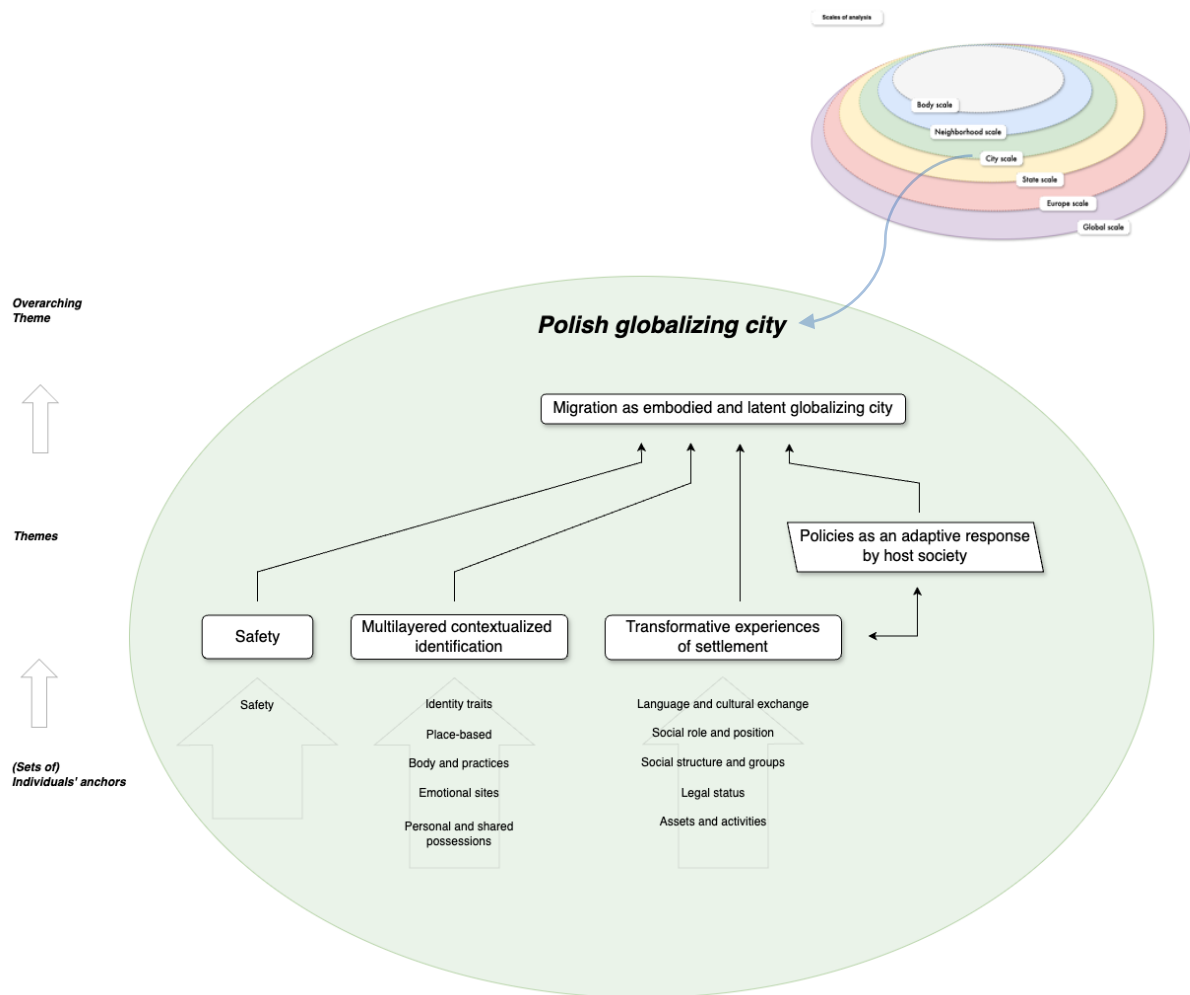 Scales of analysis
Body scale
Neighborhood scale
City scale
State scale
Europe scale
Global scale
Overarching
Theme
Polish globalizing city
Migration as embodied and latent globalizing city
Themes
Policies as an adaptive response
by host society
Safety
Multilayered contextualized
identification
Transformative experiences
of settlement
(Sets of)
Individuals' anchors
Safety
Identity traits
Place-based
Body and practices
Emotional sites
Personal and shared
possessions
Language and cultural exchange
Social role and position
Social structure and groups
Legal status
Assets and activities